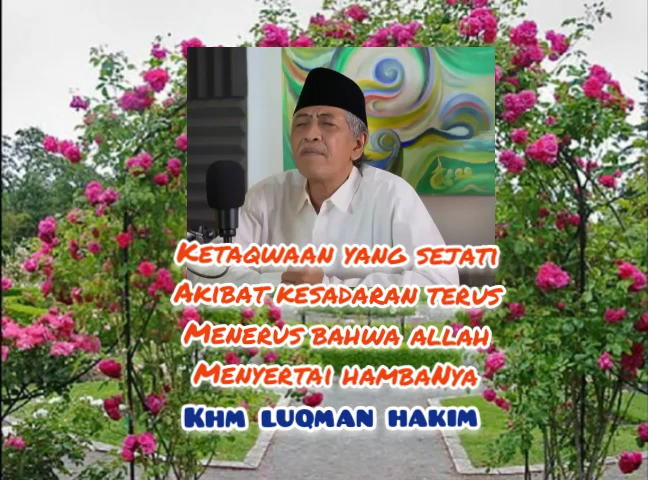 Ketaqwaan yang sejati
Akibat kesadaran terus
Menerus bahwa allah
Menyertai hambaNya
Khm luqman hakim